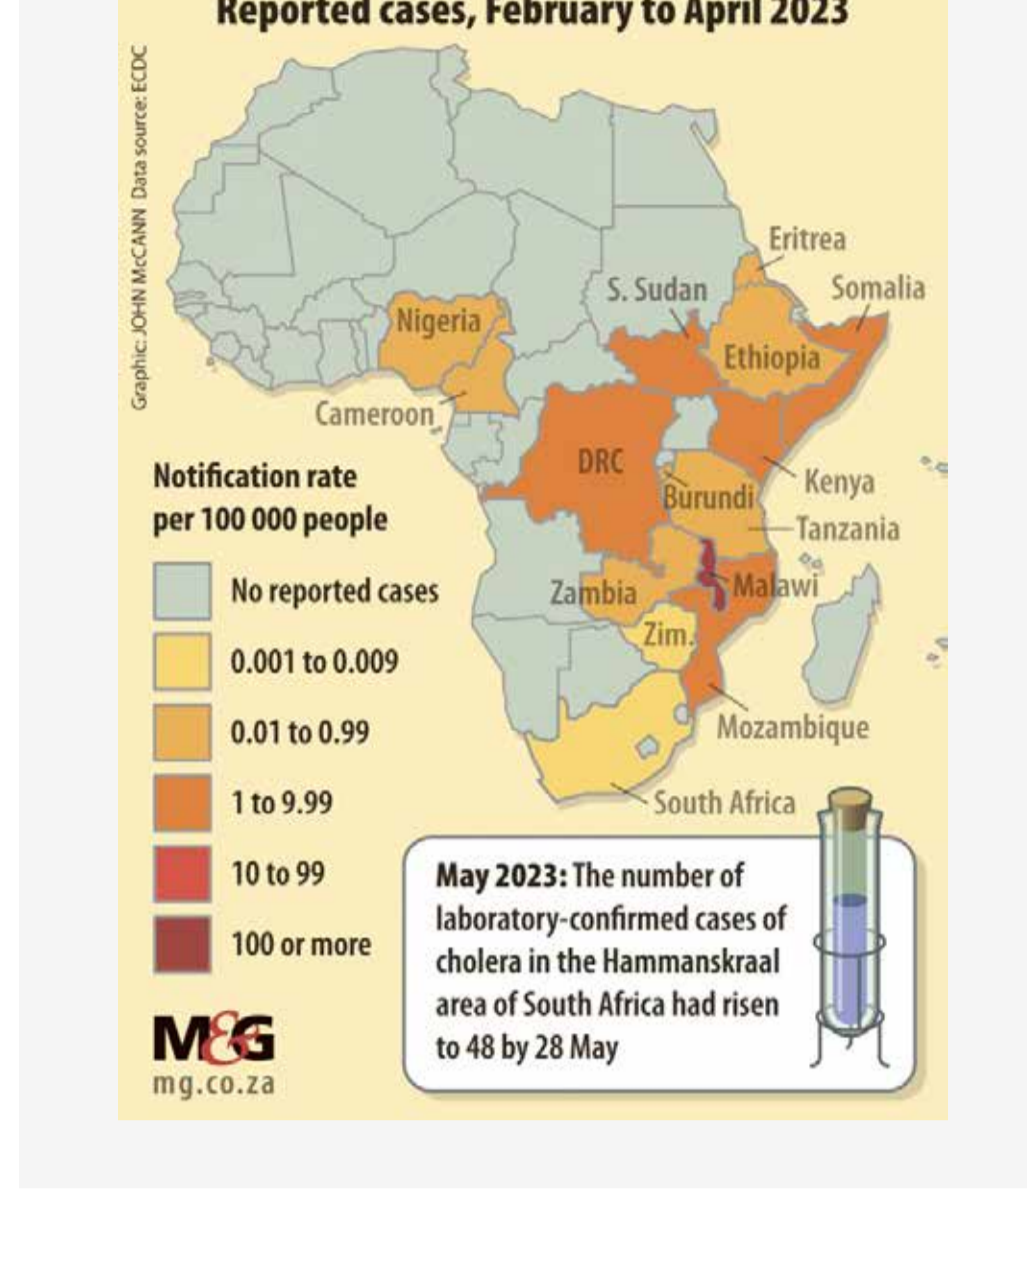 Reported cases, February to April 2023
Graphic: JOHN McCANN Data source: ECDC
Eritrea
S. Sudan
Somalia
Nigeria
Ethiopia
Cameroon
DRC
Kenya
Burundi
Tanzania
Zambia
Malawi
Zim.
Mozambique
South Africa
Notification rate
per 100 000 people
No reported cases
0.001 to 0.009
0.01 to 0.99
1 to 9.99
10 to 99
100 or more
May 2023: The number of
laboratory-confirmed cases of
cholera in the Hammanskraal
area of South Africa had risen
to 48 by 28 May
M&G
mg.co.za